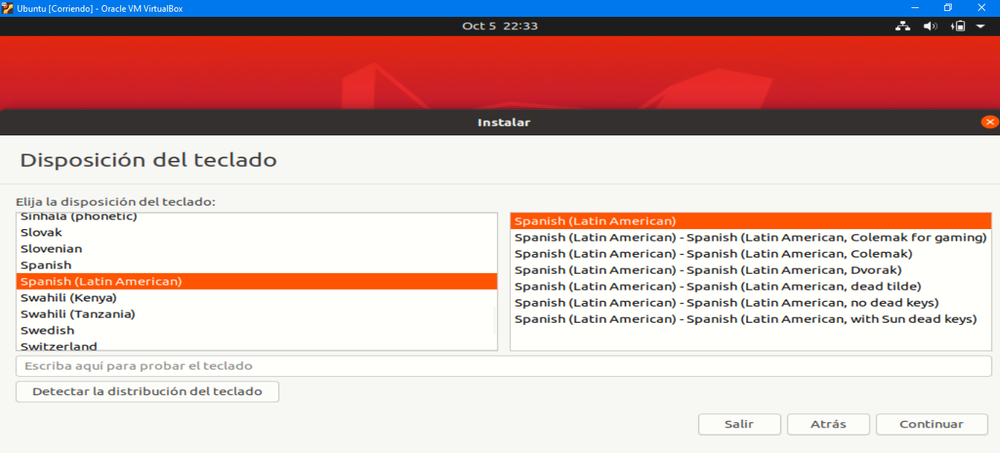 Ubuntu [Corriendo] - Oracle VM VirtualBox
Oct 5 22:33
Instalar
Disposición del teclado
Elija la disposición del teclado:
Sinhala (phonetic)
Slovak
Slovenian
Spanish
Spanish (Latin American)
Swahili (Kenya)
Swahili (Tanzania)
Swedish
Switzerland
Spanish (Latin American)
Spanish (Latin American) - Spanish (Latin American, Colemak for gaming)
Spanish (Latin American) - Spanish (Latin American, Colemak)
Spanish (Latin American) - Spanish (Latin American, Dvorak)
Spanish (Latin American) - Spanish (Latin American, dead tilde)
Spanish (Latin American) - Spanish (Latin American, no dead keys)
Spanish (Latin American) - Spanish (Latin American, with Sun dead keys)
Escriba aquí para probar el teclado
Detectar la distribución del teclado
Salir
Atrás
Continuar